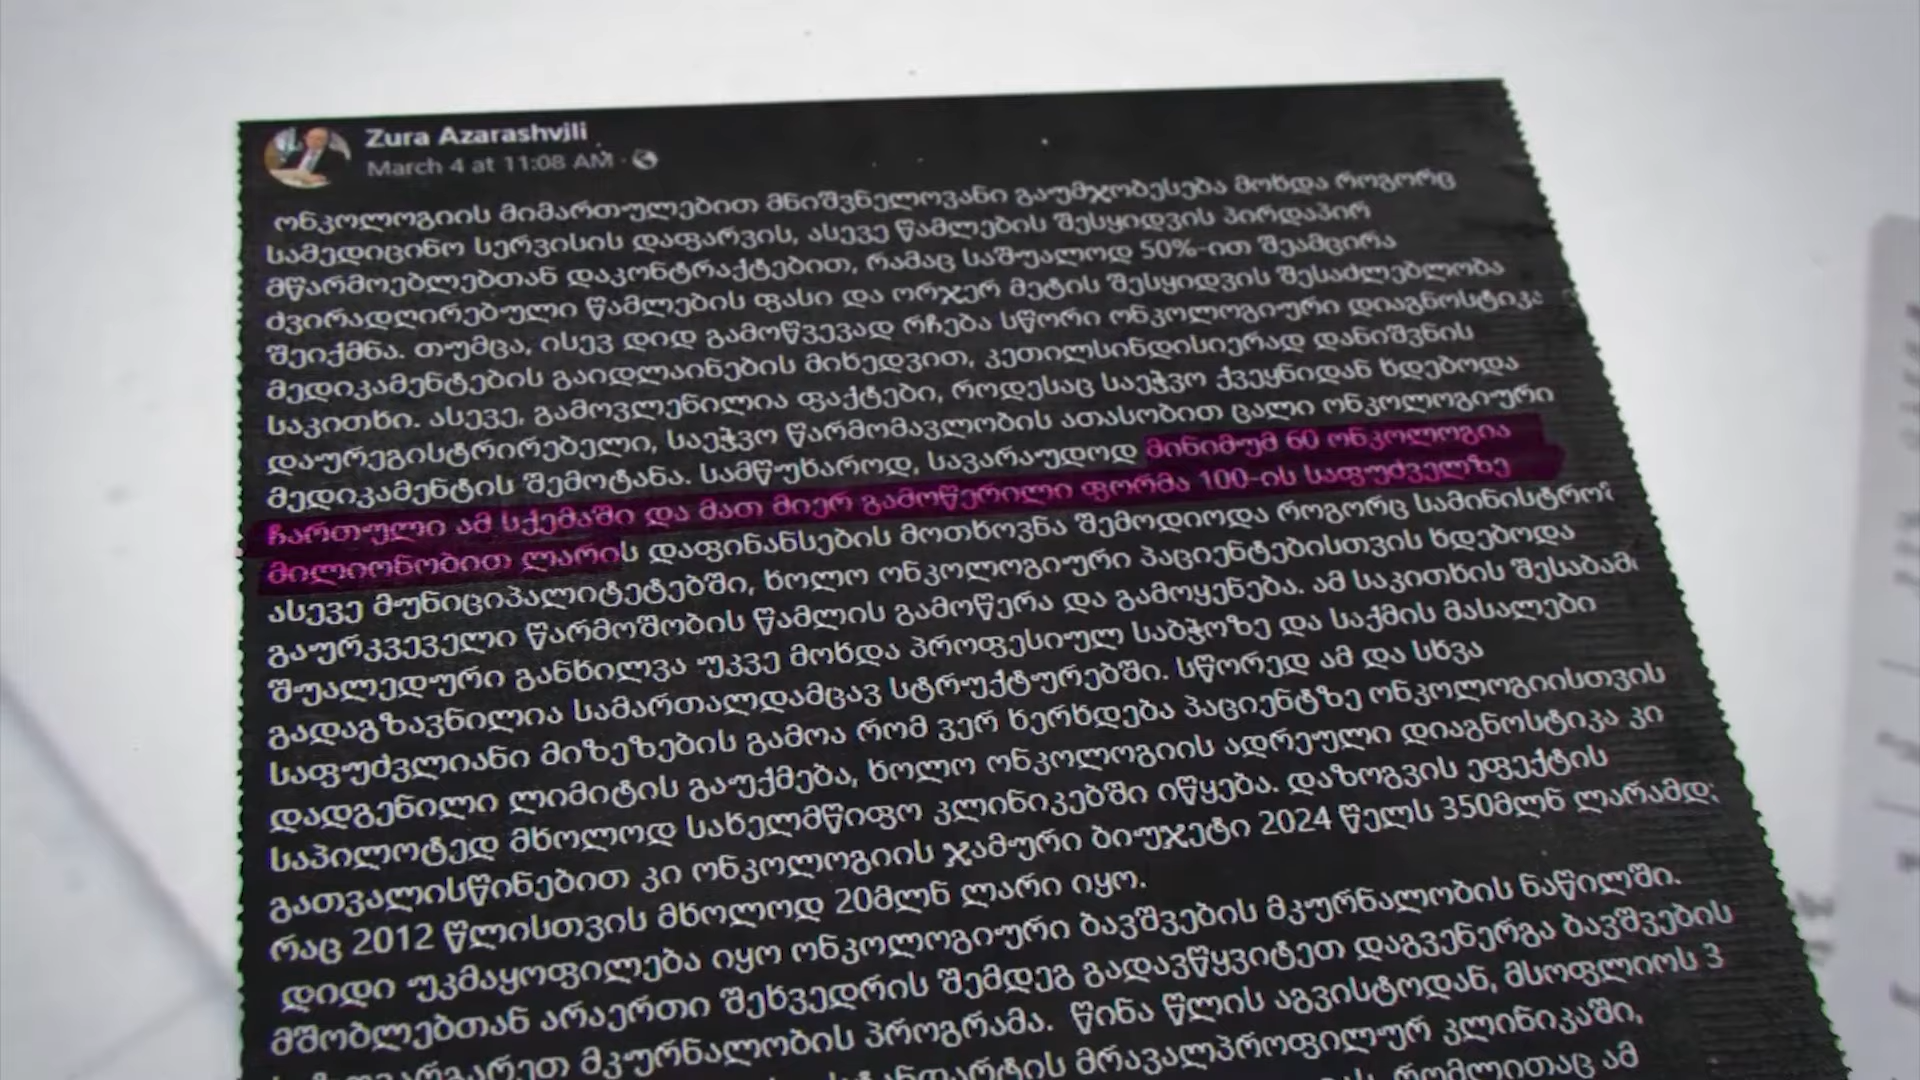 Zura Azarashvili
March 4 at 11:08 AM ·
ონკოლოგიის მიმართულებით მნიშვნელოვანი გაუმჯობესება მოხდა როგორც
სამედიცინო სერვისის დაფარვის, ასევე წამლების შესყიდვის პირდაპირ
მწარმოებლებთან დაკონტრაქტებით, რამაც საშუალოდ 50%-ით შეამცირა
ძვირადღირებული წამლების ფასი და ორჯერ მეტის შესყიდვის შესაძლებლობა
შეიქმნა. თუმცა, ისევ დიდ გამოწვევად რჩება სწორი ონკოლოგიური დიაგნოსტიკა
მედიკამენტების გაიდლაინების მიხედვით, კეთილსინდისიერად დანიშვნის
საკითხი. ასევე, გამოვლენილია ფაქტები, როდესაც საეჭვო ქვეყნიდან ხდებოდა
დაურეგისტრირებელი, საეჭვო წარმომავლობის ათასობით ცალი ონკოლოგიური
მედიკამენტის შემოტანა. სამწუხაროდ, სავარაუდოდ მინიმუმ 60 ონკოლოგია
ჩართული ამ სქემაში და მათ მიერ გამოწერილი ფორმა 100-ის საფუძველზე
მილიონობით ლარის დაფინანსების მოთხოვნა შემოდიოდა როგორც სამინისტროშ
ასევე მუნიციპალიტეტებში, ხოლო ონკოლოგიური პაციენტებისთვის ხდებოდა
გაურკვეველი წარმოშობის წამლის გამოწერა და გამოყენება. ამ საკითხის შესაბამი
შუალედური განხილვა უკვე მოხდა პროფესიულ საბჭოზე და საქმის მასალები
გადაგზავნილია სამართალდამცავ სტრუქტურებში. სწორედ ამ და სხვა
საფუძვლიანი მიზეზების გამოა რომ ვერ ხერხდება პაციენტზე ონკოლოგიისთვის
დადგენილი ლიმიტის გაუქმება, ხოლო ონკოლოგიის ადრეული დიაგნოსტიკა კი
საპილოტედ მხოლოდ სახელმწიფო კლინიკებში იწყება. დაზოგვის ეფექტის
გათვალისწინებით კი ონკოლოგიის ჯამური ბიუჯეტი 2024 წელს 350მლნ ლარამდ
რაც 2012 წლისთვის მხოლოდ 20მლნ ლარი იყო.
დიდი უკმაყოფილება იყო ონკოლოგიური ბავშვების მკურნალობის ნაწილში.
მშობლებთან არაერთი შეხვედრის შემდეგ გადავწყვიტეთ დაგვენერგა ბავშვების
მკურნალობის პროგრამა. წინა წლის აგვისტოდან, მსოფლიოს 3
მრავალპროფილურ კლინიკაში,
რომლითაც ამ